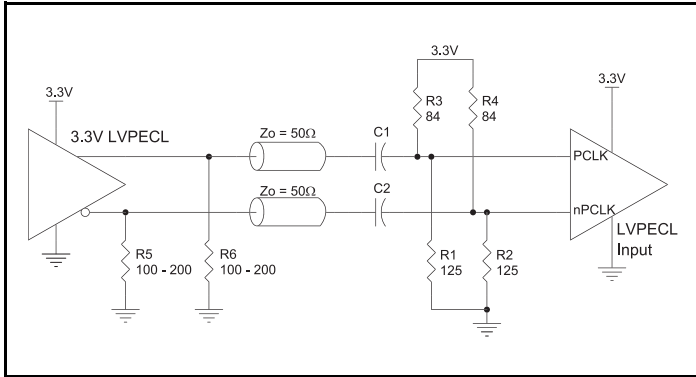 3.3V
3.3V LVPECL
Zo = 50Ω
Zo = 50Ω
C1
C2
R5
100 - 200
R6
100 - 200
3.3V
R3
84
R4
84
R1
125
R2
125
3.3V
PCLK
nPCLK
LVPECL
Input